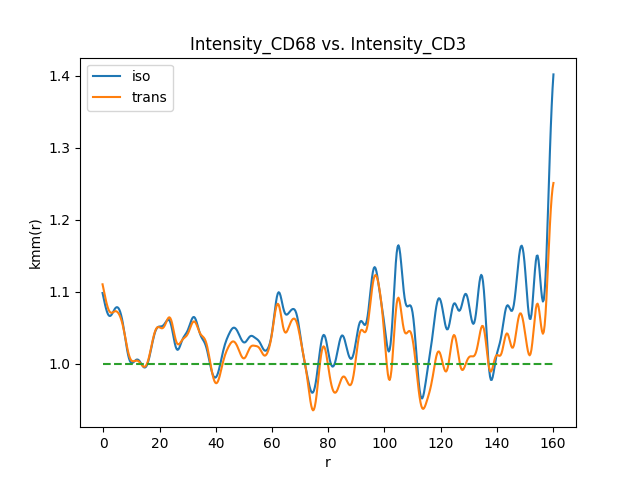 Intensity_CD68 vs. Intensity_CD3
iso
trans
kmm(r)
1.4
1.3
1.2
1.1
1.0
0 20 40 60 80 100 120 140 160
r